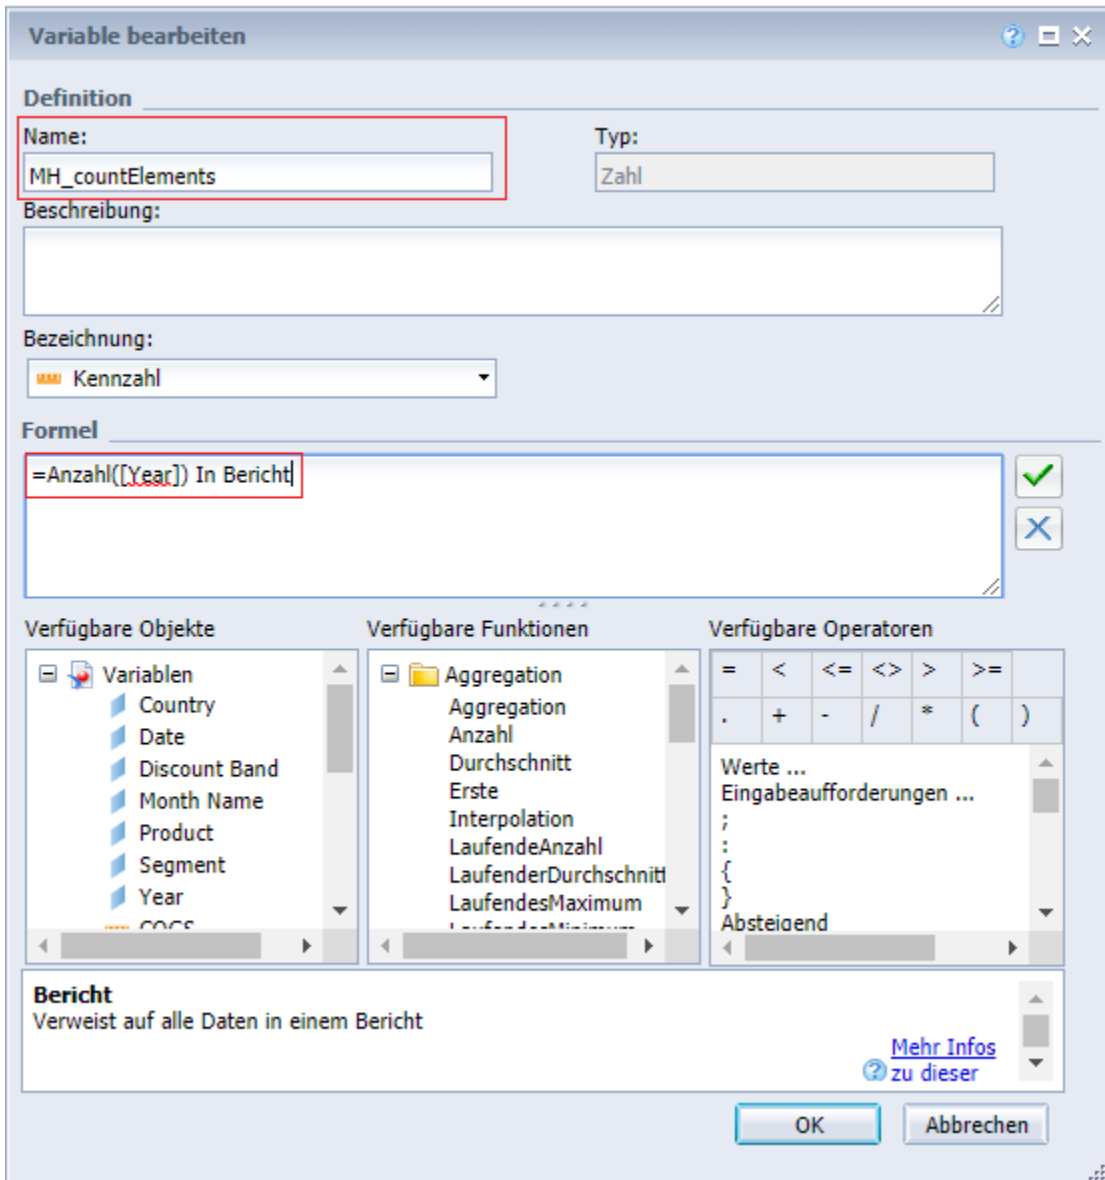 Variable bearbeiten
Definition
Name:
Typ:
MH_countElements
Zahl
Beschreibung:
Bezeichnung:
Kennzahl
Formel
=Anzahl([Year]) In Bericht
Verfügbare Objekte
Verfügbare Funktionen
Verfügbare Operatoren
Variablen
Country
Date
Discount Band
Month Name
Product
Segment
Year
COGS
Aggregation
Aggregation
Anzahl
Durchschnitt
Erste
Interpolation
LaufendeAnzahl
LaufenderDurchschnitt
LaufendesMaximum
LaufendesMinimum
= < <= <> > >=
. + - / * ( )
Werte ...
Eingabeaufforderungen ...
;
:
{
}
Absteigend
Bericht
Verweist auf alle Daten in einem Bericht
Mehr Infos
zu dieser
OK
Abbrechen